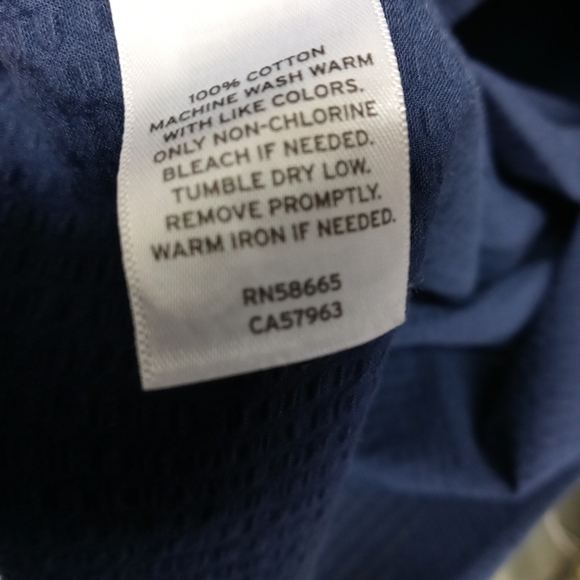 100% COTTON
MACHINE WASH WARM
WITH LIKE COLORS.
ONLY NON-CHLORINE
BLEACH IF NEEDED.
TUMBLE DRY LOW.
REMOVE PROMPTLY.
WARM IRON IF NEEDED.
RN58665
CA57963